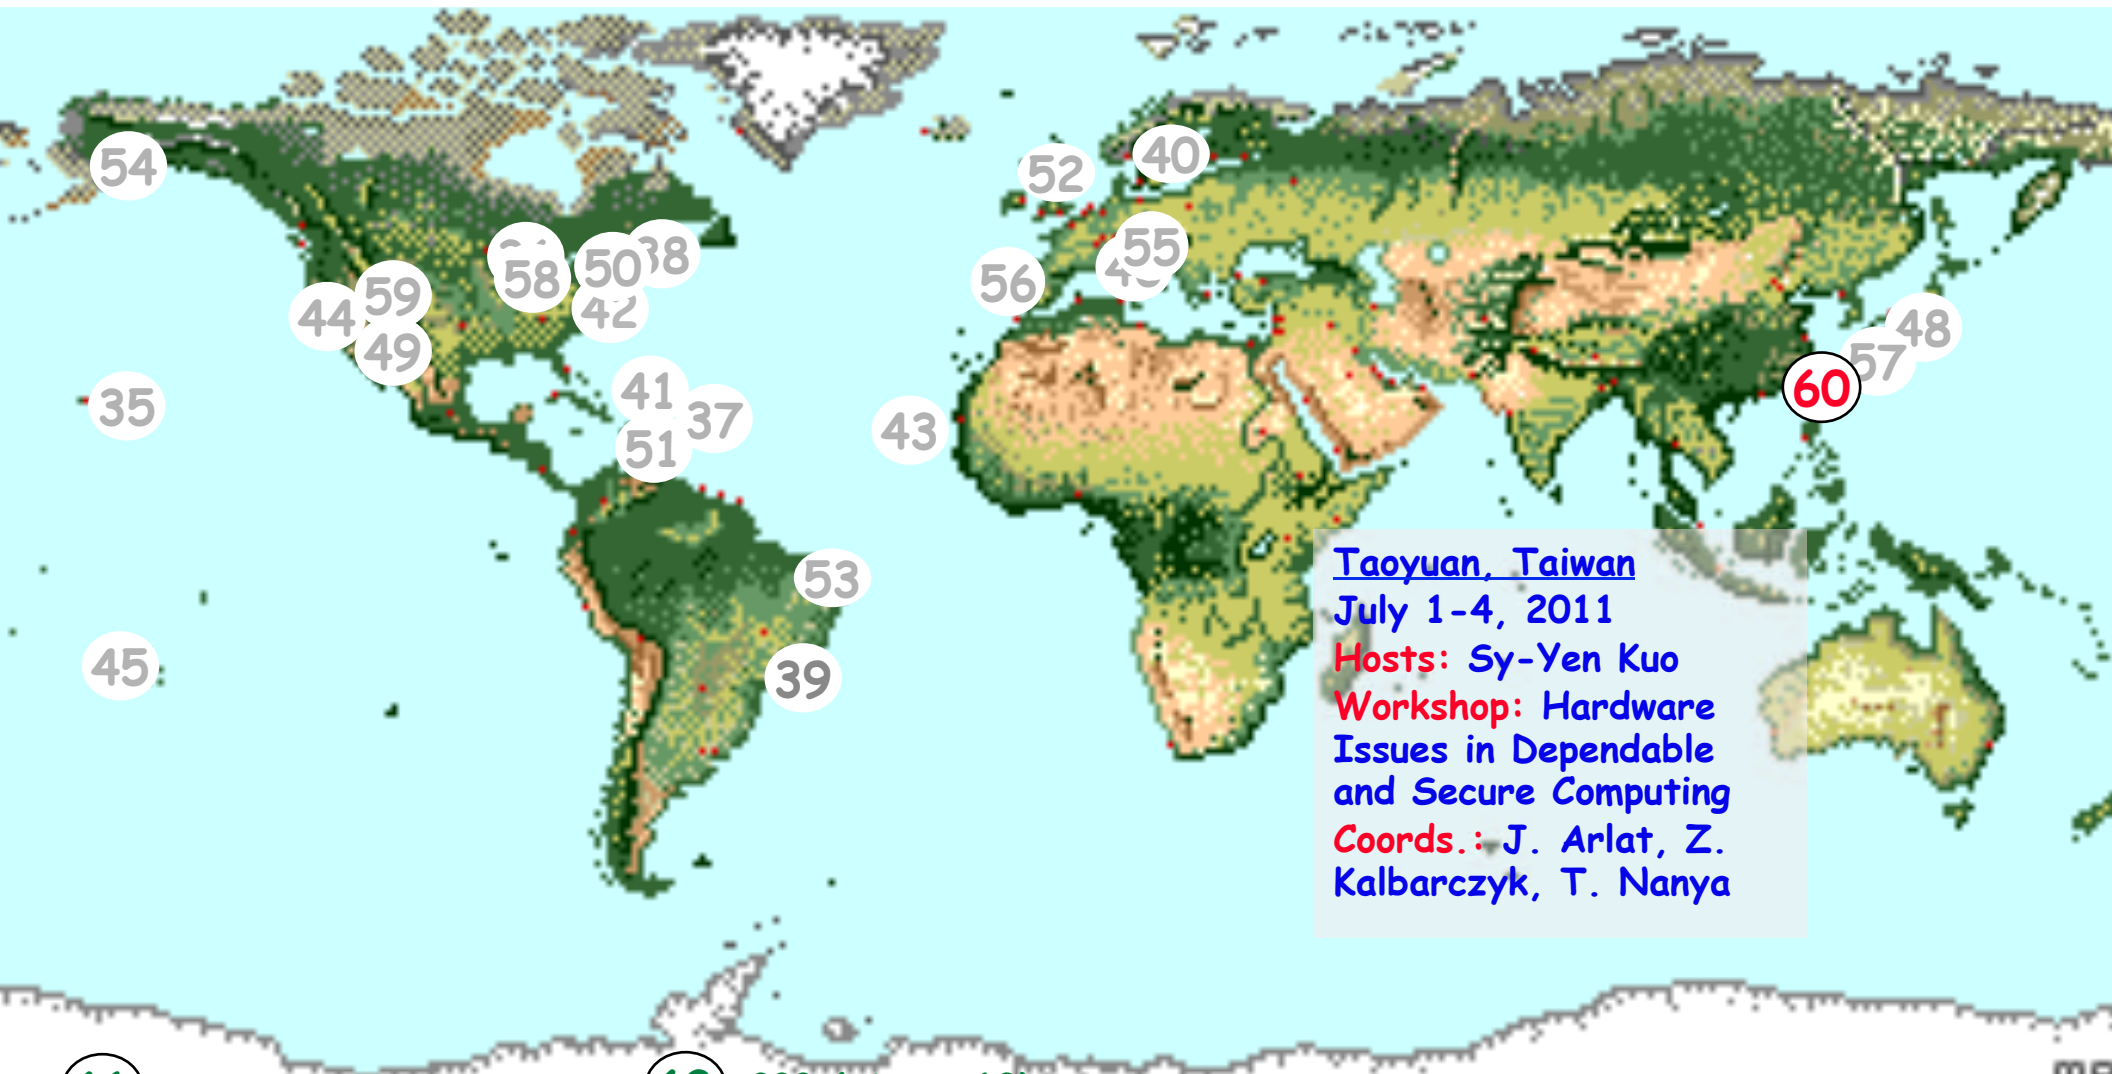 54
52
40
38
50
58
55
56
59
44
42
49
48
57
60
35
41
37
43
51
53
45
39
Taoyuan, Taiwan
July 1-4, 2011
Hosts: Sy-Yen Kuo
Workshop: Hardware
Issues in Dependable
and Secure Computing
Coords.: J. Arlat, Z.
Kalbarczyk, T. Nanya